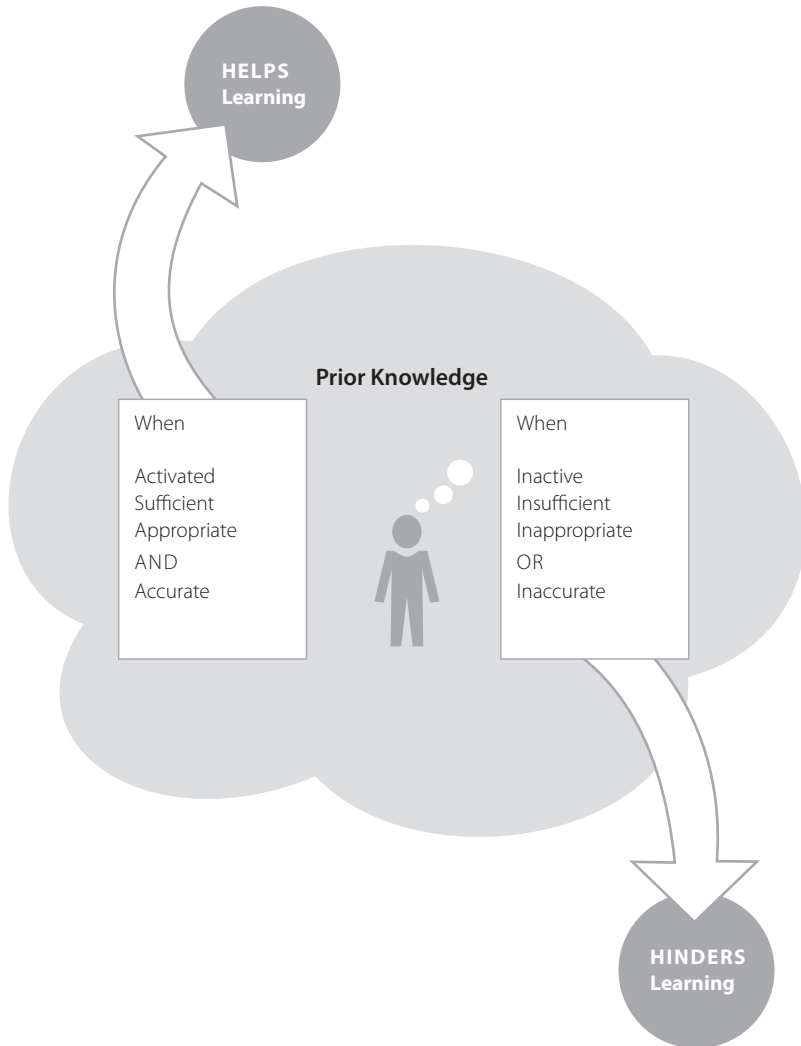 HELPS
Learning
Prior Knowledge
When
Activated
Sufficient
Appropriate
AND
Accurate
When
Inactive
Insufficient
Inappropriate
OR
Inaccurate
HINDERS
Learning